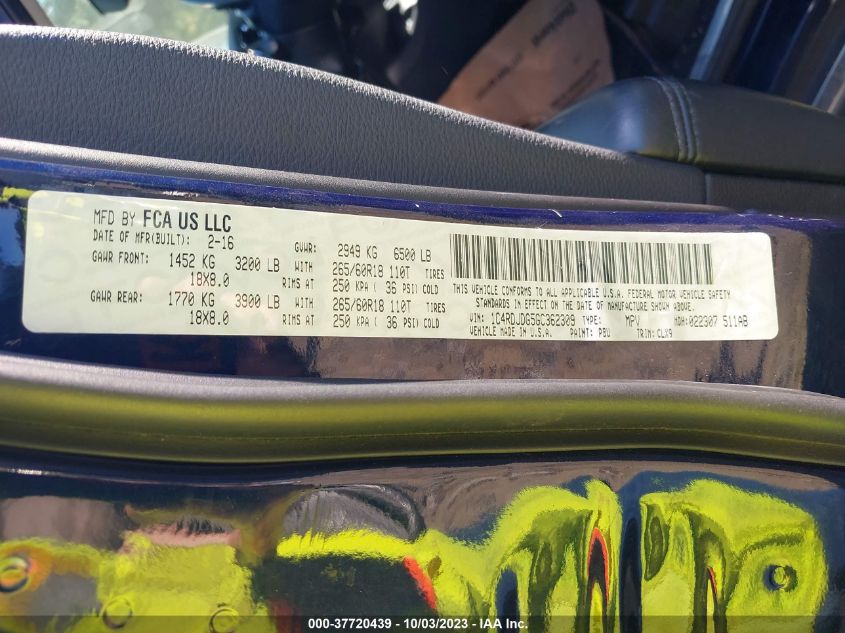 MFD BY FCA US LLC
DATE OF MFR(BUILT): 2-16 GVWR: 2949 KG 6500 LB
GAWR FRONT: 1452 KG 3200 LB WITH 265/60R18 110T TIRES
18X8.0 RIMS AT 250 KPA ( 36 PSI) COLD
GAWR REAR: 1770 KG 3900 LB WITH 265/60R18 110T TIRES
18X8.0 RIMS AT 250 KPA ( 36 PSI) COLD
THIS VEHICLE CONFORMS TO ALL APPLICABLE U.S.A. FEDERAL MOTOR VEHICLE SAFETY
STANDARDS IN EFFECT ON THE DATE OF MANUFACTURE SHOWN ABOVE.
VIN: 1C4RDJDG5GC362309 TYPE: MPV MDH: 022307 511AB
VEHICLE MADE IN U.S.A. PAINT: PBU TRIM: CLX9
000-37720439 - 10/03/2023 - IAA Inc.